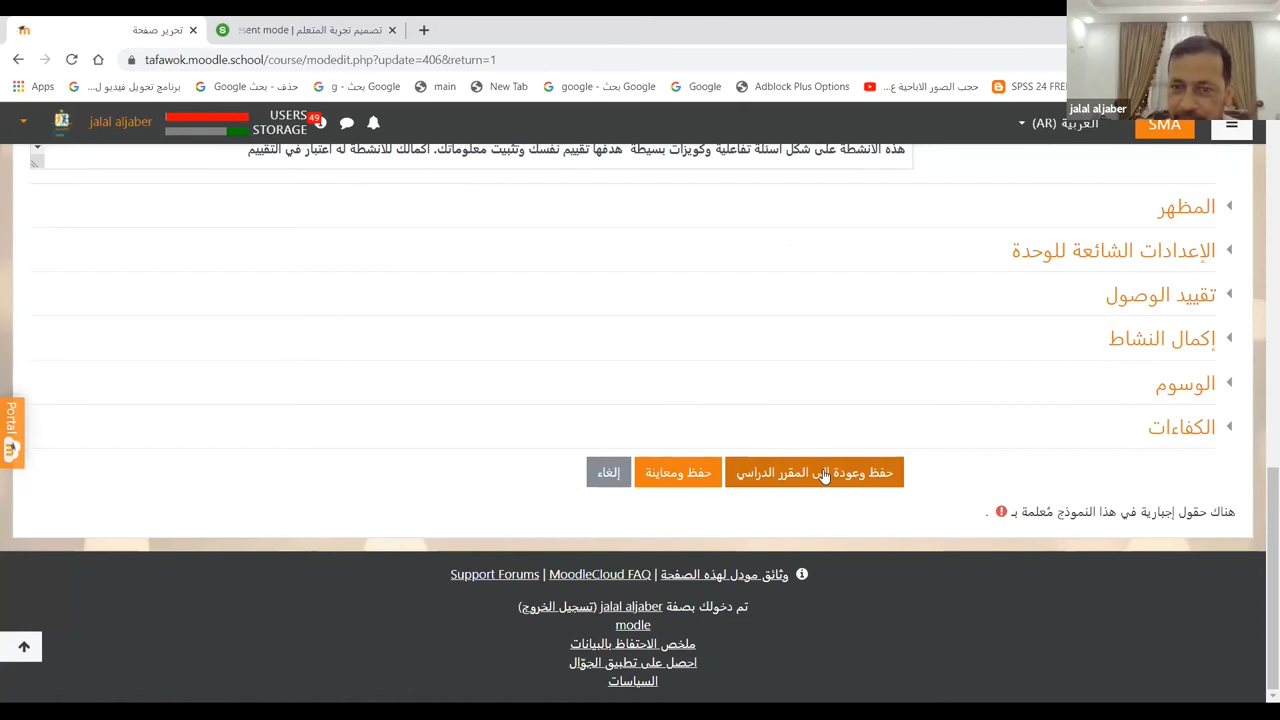 تحرير صفحة
esent mode | تصميم تجربة المتعلم
tafawok.moodle.school/course/modedit.php?update=406&return=1
Apps
برنامج تحويل فيديو ل...
حذف - بحث Google
g - بحث Google
main
New Tab
google - بحث Google
Google
Adblock Plus Options
حجب الصور الاباحية ع...
SPSS 24 FREE
jalal aljaber
jalal aljaber
USERS
STORAGE
49
العربية (AR)
SMA
هذه الأنشطة على شكل اسئلة تفاعلية وكويزات بسيطة هدفها تقييم نفسك وتثبيت معلوماتك. اكمالك للأنشطة له اعتبار في التقييم
المظهر
الإعدادات الشائعة للوحدة
تقييد الوصول
إكمال النشاط
الوسوم
الكفاءات
Portal
حفظ وعودة إلى المقرر الدراسي
حفظ ومعاينة
إلغاء
هناك حقول إجبارية في هذا النموذج مُعلمة بـ .
وثائق مودل لهذه الصفحة | MoodleCloud FAQ | Support Forums
تم دخولك بصفة jalal aljaber (تسجيل الخروج)
modle
ملخص الاحتفاظ بالبيانات
احصل على تطبيق الجوّال
السياسات